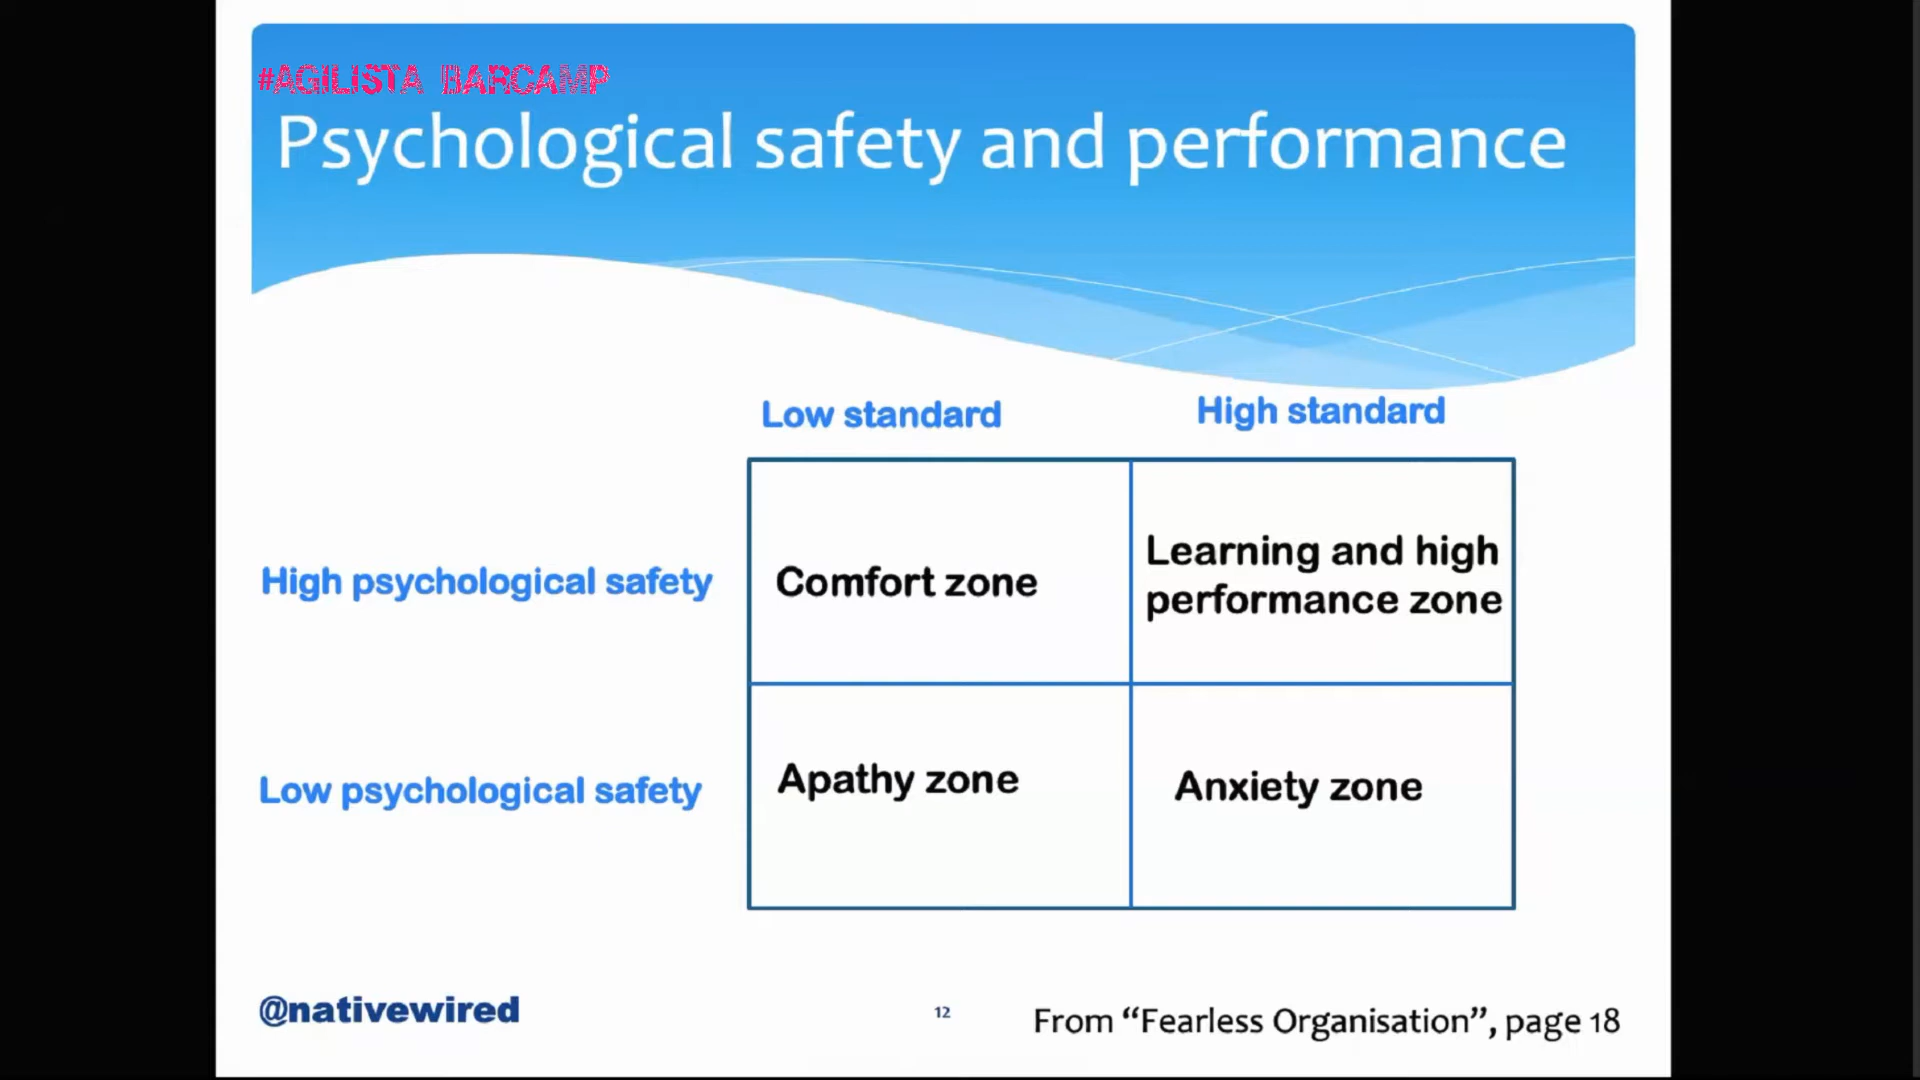 #AGILISTA BARCAMP
Psychological safety and performance
Low standard
High standard
High psychological safety
Comfort zone
Learning and high
performance zone
Low psychological safety
Apathy zone
Anxiety zone
@nativewired
12
From “Fearless Organisation”, page 18